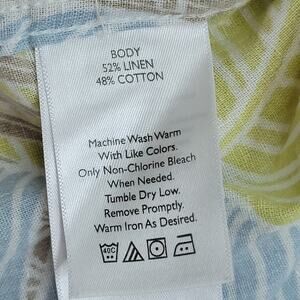 BODY
52% LINEN
48% COTTON
Machine Wash Warm
With Like Colors.
Only Non-Chlorine Bleach
When Needed.
Tumble Dry Low.
Remove Promptly.
Warm Iron As Desired.
40C